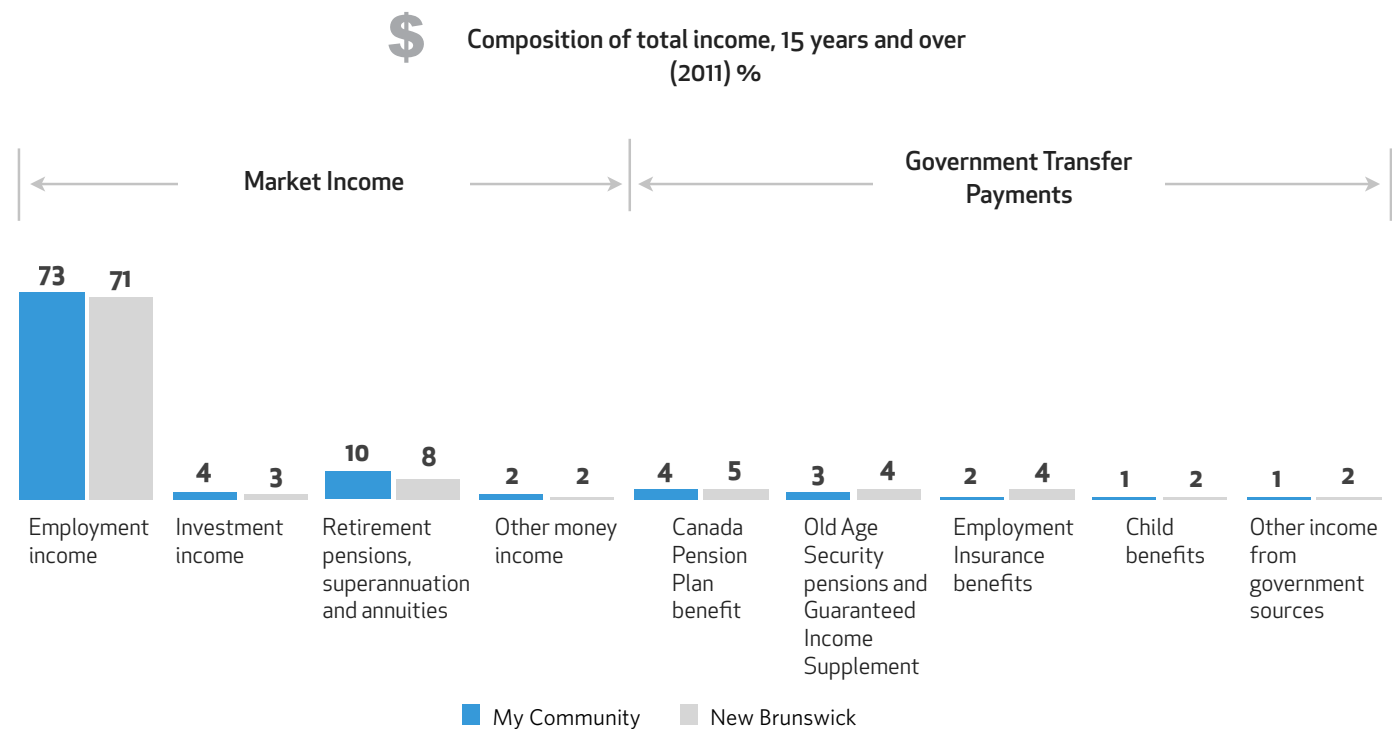 $
Composition of total income, 15 years and over
(2011) %
Market Income
Government Transfer
Payments
73
71
4
3
10
8
2
2
4
5
3
4
2
4
1
2
1
2
Employment
income
Investment
income
Retirement
pensions,
superannuation
and annuities
Other money
income
Canada
Pension
Plan
benefit
Old Age
Security
pensions and
Guaranteed
Income
Supplement
Employment
Insurance
benefits
Child
benefits
Other income
from
government
sources
My Community
New Brunswick